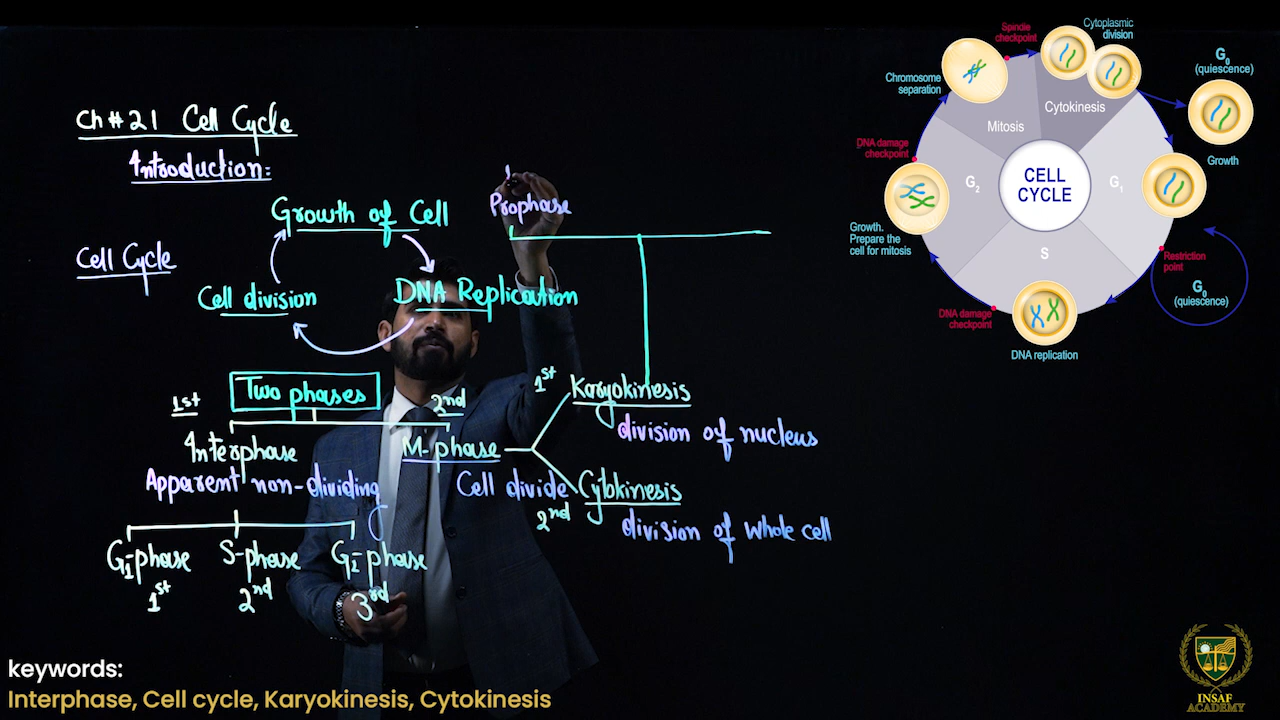 Ch # 21 Cell Cycle
Introduction:
Growth of Cell
Cell Cycle
Cell division
DNA Replication
Prophase
Two phases
1st
2nd
Interphase
M-phase
Apparent non-dividing
Cell divide
G1-phase
S-phase
G2-phase
1st
2nd
3rd
1st
Karyokinesis
division of nucleus
Cytokinesis
2nd
division of whole cell
Spindle
checkpoint
Cytoplasmic
division
Chromosome
separation
G0
(quiescence)
Cytokinesis
Mitosis
DNA damage
checkpoint
Growth
G2
CELL
CYCLE
G1
Growth.
Prepare the
cell for mitosis
S
Restriction
point
G0
(quiescence)
DNA damage
checkpoint
DNA replication
keywords:
Interphase, Cell cycle, Karyokinesis, Cytokinesis
INSAF
ACADEMY